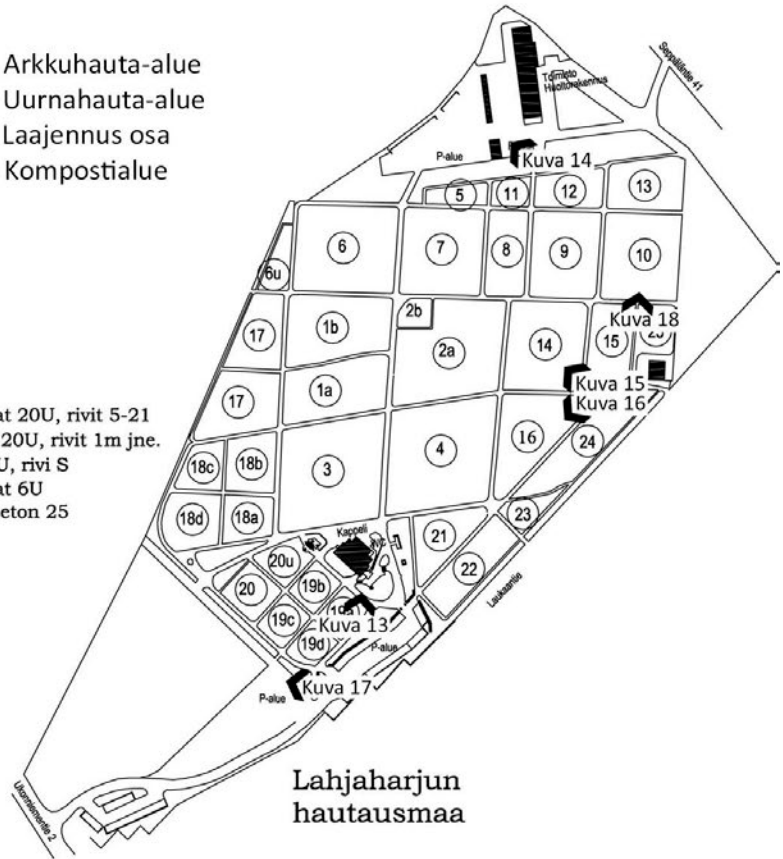 Arkkuhauta-alue
Uurnahauta-alue
Laajennus osa
Kompostialue
Seppäläntie 41
Toimisto
Huoltorakennus
P-alue
Kuva 14
5
11
12
13
6
7
8
9
10
6u
2b
Kuva 18
17
1b
2a
14
15
Kuva 15
Kuva 16
17
1a
at 20U, rivit 5-21
20U, rivit 1m jne.
U, rivi S
at 6U
eton 25
16
24
18c
18b
3
4
18d
18a
23
21
22
Kappeli
WC
20u
20
19b
19c
19d
Kuva 13
P-alue
Laukaantie
Kuva 17
P-alue
Lahjaharjun
hautausmaa
Ukonniementie 2